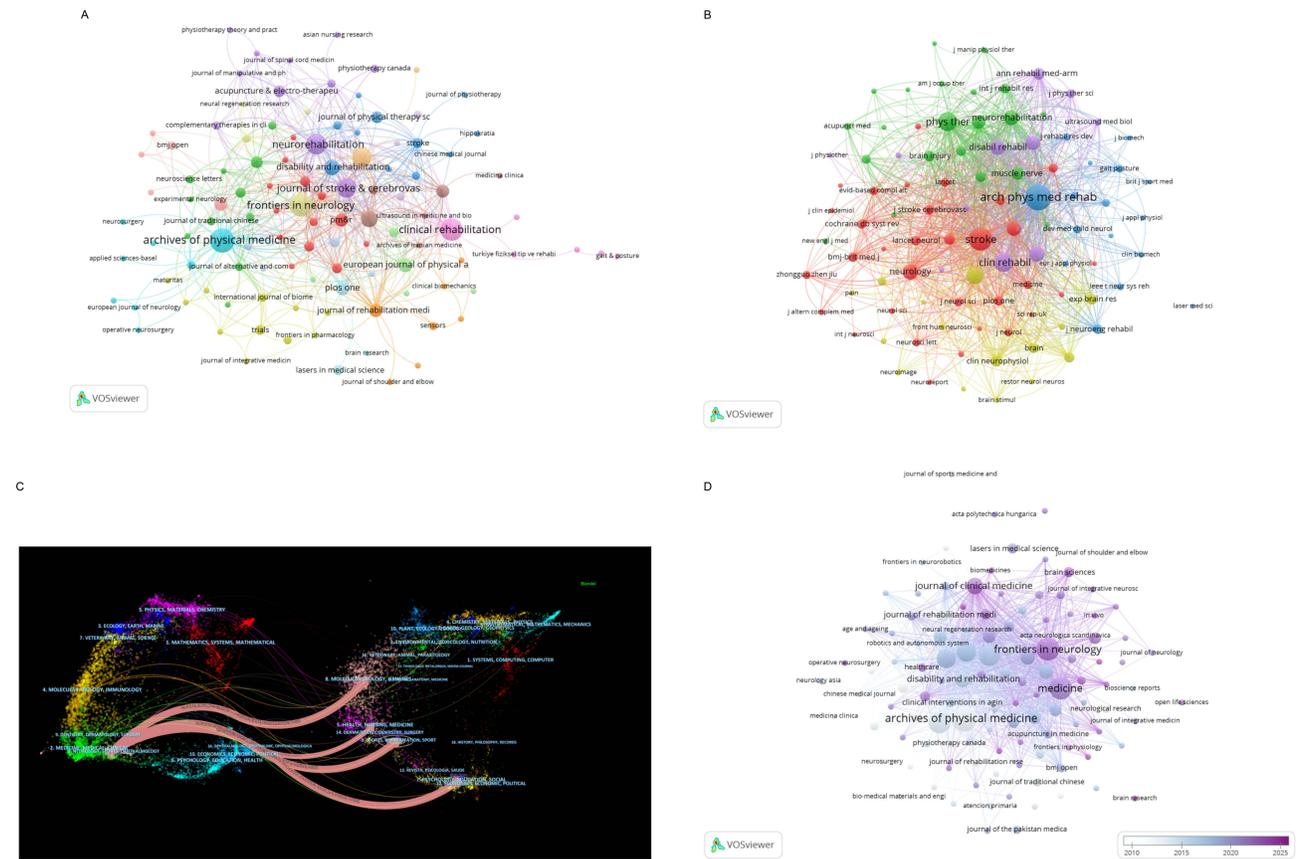 A
physiotherapy theory and pract
asian nursing research
journal of spinal cord medicin
journal of manipulative and ph
physiotherapy canada
acupuncture & electro-therapeu
journal of physiotherapy
neural regeneration research
journal of physical therapy sc
complementary therapies in cli
hippokratia
bmj open
neurorehabilitation
stroke
chinese medical journal
disability and rehabilitation
neuroscience letters
medicina clinica
journal of stroke & cerebrovas
experimental neurology
frontiers in neurology
neurosurgery
journal of traditional chinese
pm&r
ultrasound in medicine and bio
clinical rehabilitation
archives of physical medicine
archives of iranian medicine
turkiye fiziksel tip ve rehabi
gait & posture
applied sciences-basel
journal of alternative and com
european journal of physical a
maturitas
plos one
clinical biomechanics
international journal of biome
european journal of neurology
journal of rehabilitation medi
operative neurosurgery
trials
frontiers in pharmacology
sensors
brain research
journal of integrative medicin
lasers in medical science
journal of shoulder and elbow
VOSviewer
B
j manip physiol ther
ann rehabil med-arm
am j occup ther
int j rehabil res
j phys ther sci
acupunct med
phys ther
neurorehabilitation
ultrasound med biol
j rehabil res dev
j biomech
j physiother
brain injury
disabil rehabil
gait posture
muscle nerve
lancet
brit j sport med
evid-based compl alt
arch phys med rehab
j clin epidemiol
j stroke cerebrovasc
j appl physiol
cochrane db syst rev
dev med child neurol
new engl j med
lancet neurol
stroke
clin biomech
bmj-brit med j
clin rehabil
eur j appl physiol
zhongguo zhen jiu
neurology
medicine
ieee t neur sys reh
pain
j neurol sci
plos one
exp brain res
laser med sci
j altern complem med
neurol sci
sci rep-uk
int j neurosci
front hum neurosci
j neurol
j neuroeng rehabil
neurosci lett
brain
clin neurophysiol
neuroimage
neuroreport
restor neurol neuros
brain stimul
VOSviewer
C
5. PHYSICS, MATERIALS, CHEMISTRY
3. ECOLOGY, EARTH, MARINE
7. VETERINARY, ANIMAL, SCIENCE
1. MATHEMATICS, SYSTEMS, MATHEMATICAL
1. SYSTEMS, COMPUTING, COMPUTER
4. MOLECULAR, BIOLOGY, IMMUNOLOGY
6. PSYCHOLOGY, EDUCATION, HEALTH
D
journal of sports medicine and
acta polytechnica hungarica
lasers in medical science
journal of shoulder and elbow
frontiers in neurorobotics
biomedicines
brain sciences
journal of clinical medicine
journal of integrative neurosc
journal of rehabilitation medi
in vivo
age and ageing
neural regeneration research
acta neurologica scandinavica
robotics and autonomous system
frontiers in neurology
journal of neurology
operative neurosurgery
healthcare
neurology asia
disability and rehabilitation
medicine
bioscience reports
chinese medical journal
clinical interventions in agin
open life sciences
neurological research
medicina clinica
archives of physical medicine
journal of integrative medicin
acupuncture in medicine
physiotherapy canada
frontiers in physiology
neurosurgery
journal of rehabilitation rese
bmj open
journal of traditional chinese
bio-medical materials and engi
atencion primaria
brain research
journal of the pakistan medica
VOSviewer
2010 2015 2020 2025